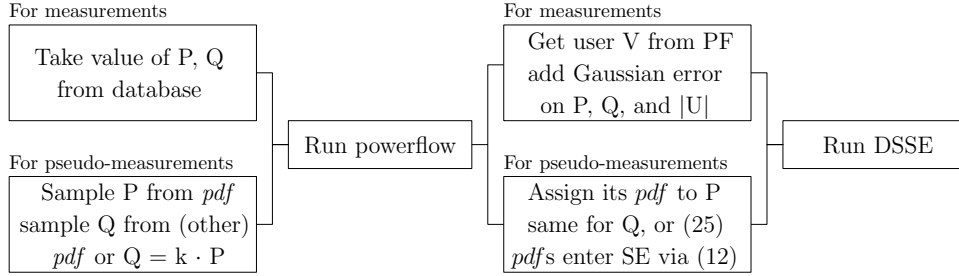 For measurements
Take value of P, Q
from database
For pseudo-measurements
Sample P from pdf
sample Q from (other)
pdf or Q = k · P
Run powerflow
For measurements
Get user V from PF
add Gaussian error
on P, Q, and |U|
For pseudo-measurements
Assign its pdf to P
same for Q, or (25)
pdfs enter SE via (12)
Run DSSE